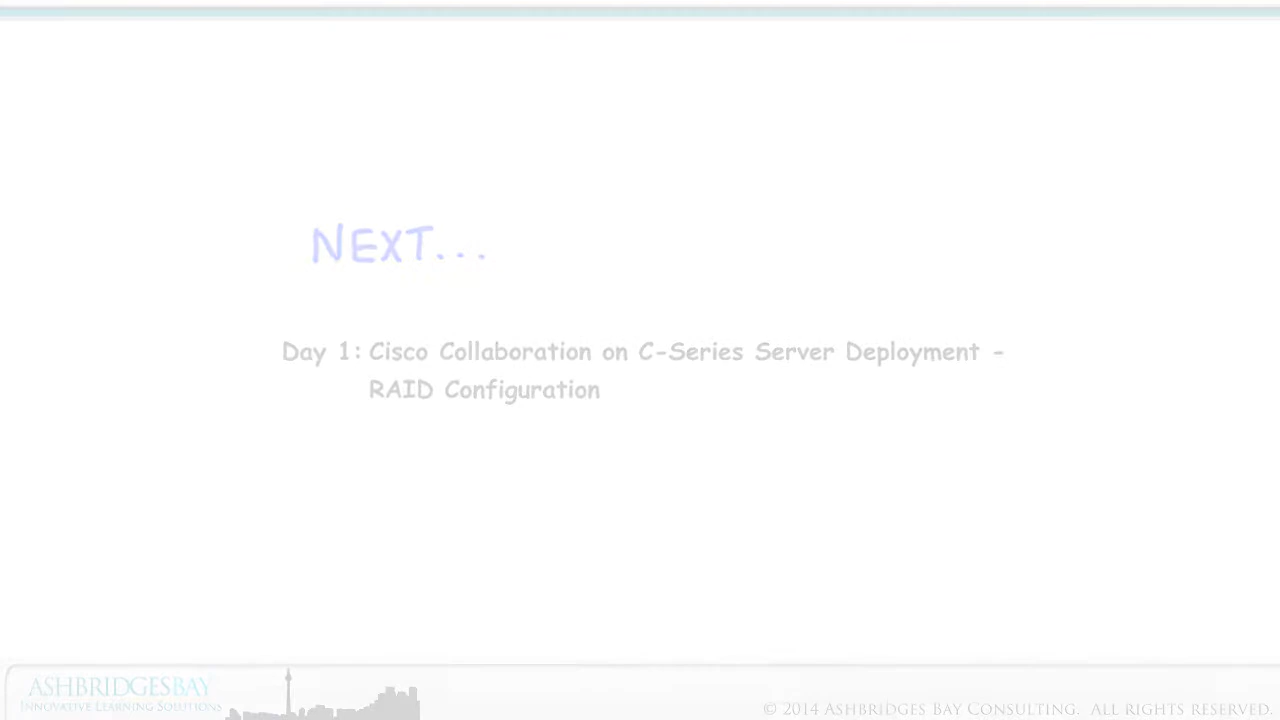 NEXT...
Day 1: Cisco Collaboration on C-Series Server Deployment -
RAID Configuration
ASHBRIDGESBAY
INNOVATIVE LEARNING SOLUTIONS
© 2014 ASHBRIDGES BAY CONSULTING. ALL RIGHTS RESERVED.